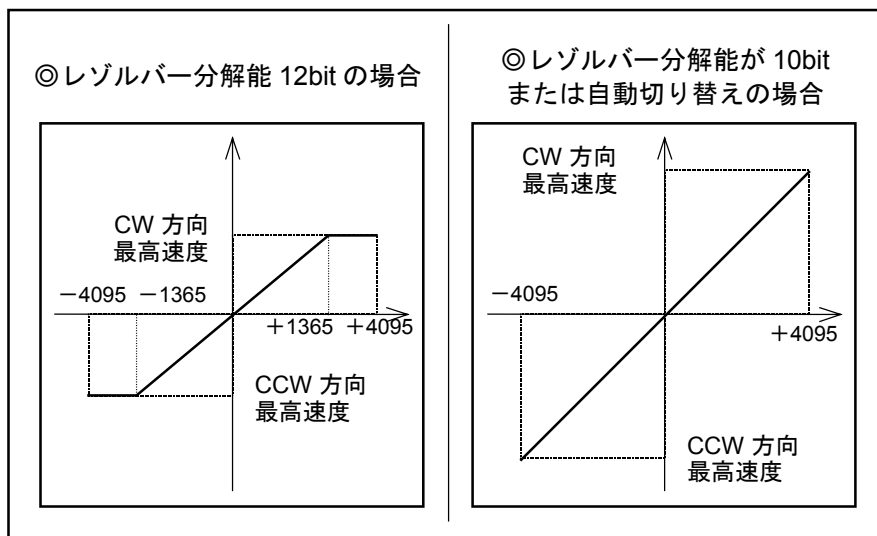 ◎レゾルバー分解能 12bit の場合
CW 方向
最高速度
－4095
－1365
＋1365
＋4095
CCW 方向
最高速度
◎レゾルバー分解能が 10bit
または自動切り替えの場合
CW 方向
最高速度
－4095
＋4095
CCW 方向
最高速度